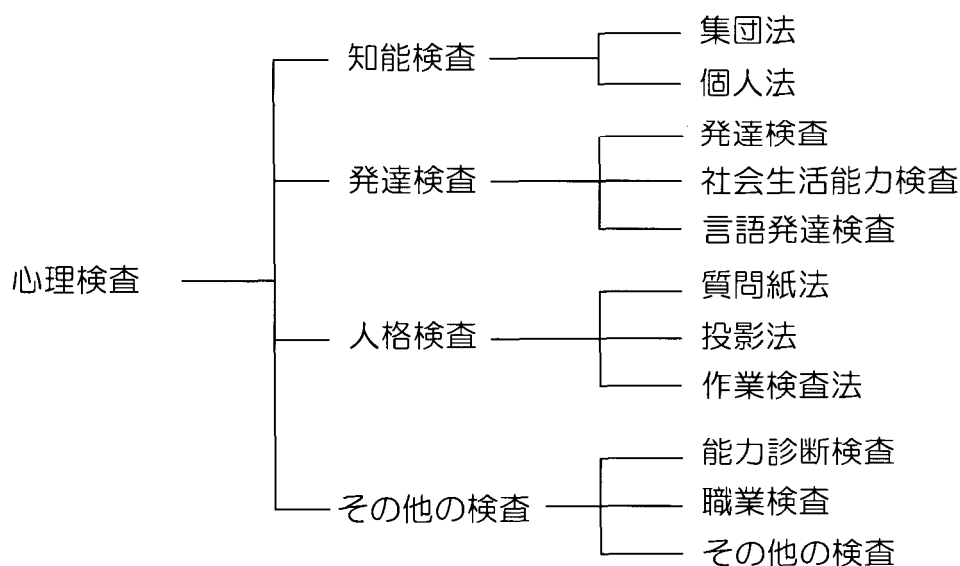 心理検査
知能検査
集団法
個人法
発達検査
発達検査
社会生活能力検査
言語発達検査
人格検査
質問紙法
投影法
作業検査法
その他の検査
能力診断検査
職業検査
その他の検査